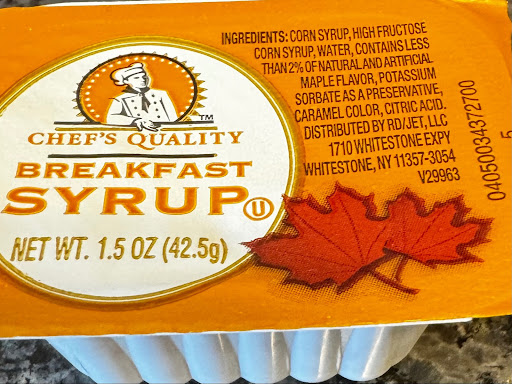 CHEF'S QUALITY
TM
BREAKFAST
SYRUP
U
NET WT. 1.5 OZ (42.5g)
INGREDIENTS: CORN SYRUP, HIGH FRUCTOSE
CORN SYRUP, WATER, CONTAINS LESS
THAN 2% OF NATURAL AND ARTIFICIAL
MAPLE FLAVOR, POTASSIUM
SORBATE AS A PRESERVATIVE,
CARAMEL COLOR, CITRIC ACID.
DISTRIBUTED BY RD/JET, LLC
1710 WHITESTONE EXPY
WHITESTONE, NY 11357-3054
V29963
04050034372700